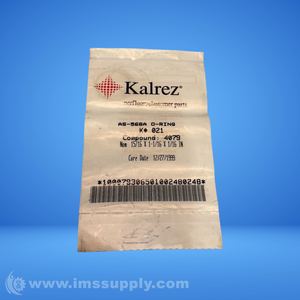 Kalrez®
perfluoroelastomer parts
AS-568A O-RING
K# 021
Compound: 4079
Nom 15/16 X 1-1/16 X 1/16 IN
Cure Date 12/27/1999
© www.imssupply.com